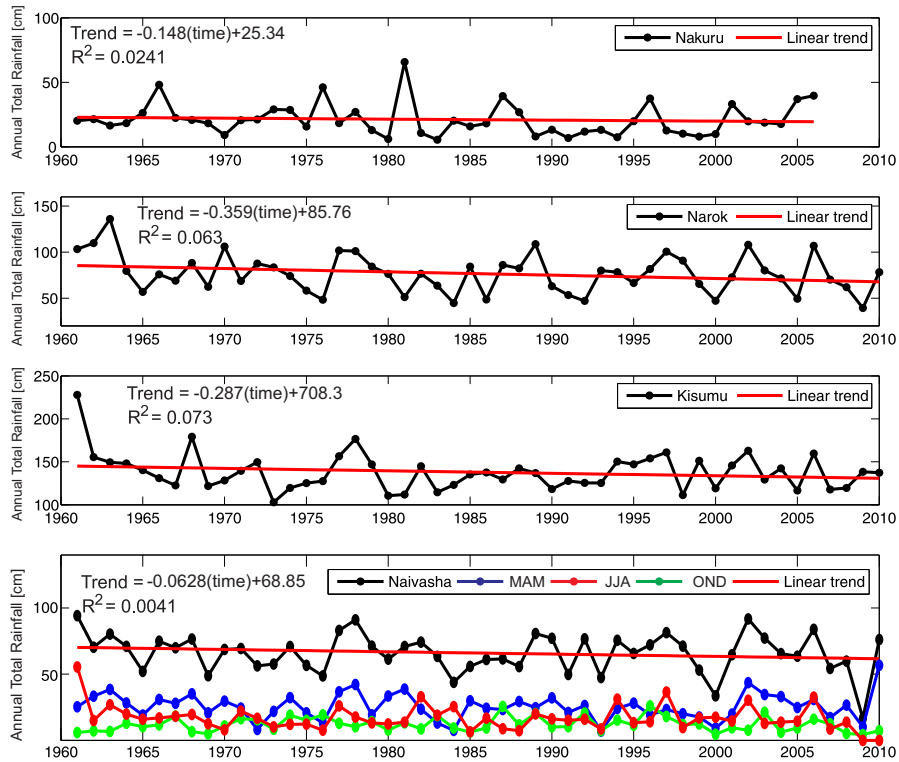 Annual Total Rainfall [cm]
100
50
0
Trend = -0.148(time)+25.34
R2 = 0.0241
Nakuru Linear trend
1960 1965 1970 1975 1980 1985 1990 1995 2000 2005 2010
Annual Total Rainfall [cm]
150
100
50
Trend = -0.359(time)+85.76
R2 = 0.063
Narok Linear trend
1960 1965 1970 1975 1980 1985 1990 1995 2000 2005 2010
Annual Total Rainfall [cm]
250
200
150
100
Trend = -0.287(time)+708.3
R2 = 0.073
Kisumu Linear trend
1960 1965 1970 1975 1980 1985 1990 1995 2000 2005 2010
Annual Total Rainfall [cm]
100
50
Trend = -0.0628(time)+68.85
R2 = 0.0041
Naivasha MAM JJA OND Linear trend
1960 1965 1970 1975 1980 1985 1990 1995 2000 2005 2010